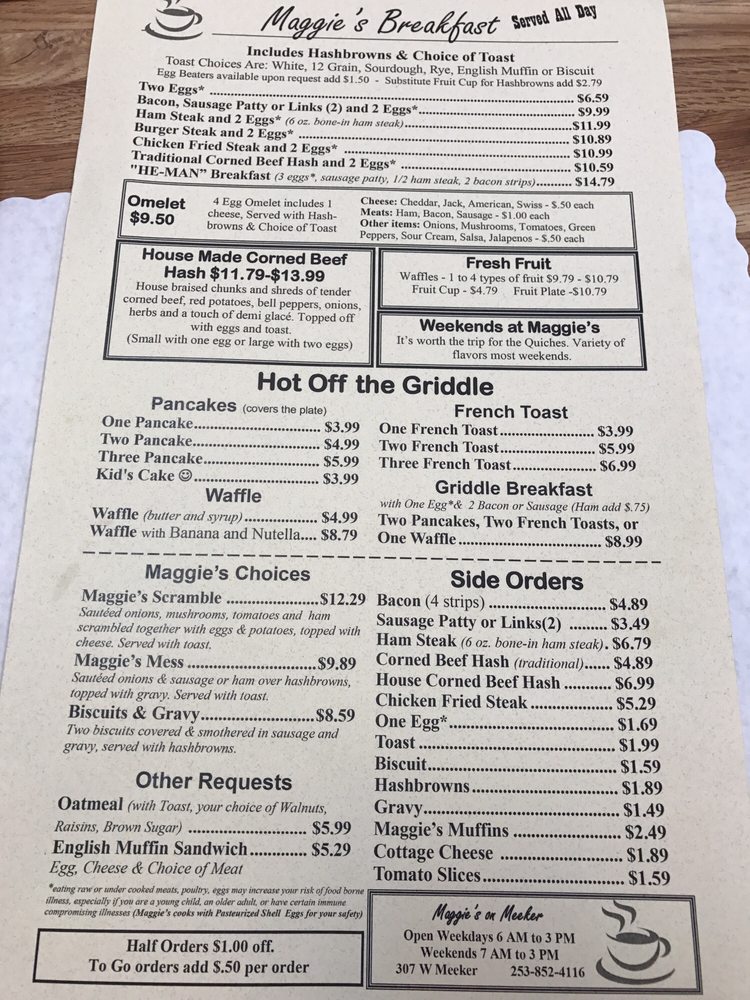 Maggie's Breakfast Served All Day
Includes Hashbrowns & Choice of Toast
Toast Choices Are: White, 12 Grain, Sourdough, Rye, English Muffin or Biscuit
Egg Beaters available upon request add $1.50 - Substitute Fruit Cup for Hashbrowns add $2.79
Two Eggs* $6.59
Bacon, Sausage Patty or Links (2) and 2 Eggs* $9.99
Ham Steak and 2 Eggs* (6 oz. bone-in ham steak) $11.99
Burger Steak and 2 Eggs* $10.89
Chicken Fried Steak and 2 Eggs* $10.99
Traditional Corned Beef Hash and 2 Eggs* $10.59
"HE-MAN" Breakfast (3 eggs*, sausage patty, 1/2 ham steak, 2 bacon strips) $14.79
Omelet
$9.50
4 Egg Omelet includes 1
cheese, Served with Hash-
browns & Choice of Toast
Cheese: Cheddar, Jack, American, Swiss - $.50 each
Meats: Ham, Bacon, Sausage - $1.00 each
Other items: Onions, Mushrooms, Tomatoes, Green
Peppers, Sour Cream, Salsa, Jalapenos - $.50 each
House Made Corned Beef
Hash $11.79-$13.99
House braised chunks and shreds of tender
corned beef, red potatoes, bell peppers, onions,
herbs and a touch of demi glacé. Topped off
with eggs and toast.
(Small with one egg or large with two eggs)
Fresh Fruit
Waffles - 1 to 4 types of fruit $9.79 - $10.79
Fruit Cup - $4.79 Fruit Plate -$10.79
Weekends at Maggie's
It's worth the trip for the Quiches. Variety of
flavors most weekends.
Hot Off the Griddle
Pancakes (covers the plate)
One Pancake $3.99
Two Pancake $4.99
Three Pancake $5.99
Kid's Cake ☺ $3.99
Waffle
Waffle (butter and syrup) $4.99
Waffle with Banana and Nutella $8.79
French Toast
One French Toast $3.99
Two French Toast $5.99
Three French Toast $6.99
Griddle Breakfast
with One Egg*& 2 Bacon or Sausage (Ham add $.75)
Two Pancakes, Two French Toasts, or
One Waffle $8.99
Maggie's Choices
Maggie's Scramble $12.29
Sautéed onions, mushrooms, tomatoes and ham
scrambled together with eggs & potatoes, topped with
cheese. Served with toast.
Maggie's Mess $9.89
Sautéed onions & sausage or ham over hashbrowns,
topped with gravy. Served with toast.
Biscuits & Gravy $8.59
Two biscuits covered & smothered in sausage and
gravy, served with hashbrowns.
Other Requests
Oatmeal (with Toast, your choice of Walnuts,
Raisins, Brown Sugar) $5.99
English Muffin Sandwich $5.29
Egg, Cheese & Choice of Meat
*eating raw or under cooked meats, poultry, eggs may increase your risk of food borne
illness, especially if you are a young child, an older adult, or have certain immune
compromising illnesses (Maggie's cooks with Pasteurized Shell Eggs for your safety)
Half Orders $1.00 off.
To Go orders add $.50 per order
Side Orders
Bacon (4 strips) $4.89
Sausage Patty or Links(2) $3.49
Ham Steak (6 oz. bone-in ham steak) $6.79
Corned Beef Hash (traditional) $4.89
House Corned Beef Hash $6.99
Chicken Fried Steak $5.29
One Egg* $1.69
Toast $1.99
Biscuit $1.59
Hashbrowns $1.89
Gravy $1.49
Maggie's Muffins $2.49
Cottage Cheese $1.89
Tomato Slices $1.59
Maggie's on Meeker
Open Weekdays 6 AM to 3 PM
Weekends 7 AM to 3 PM
307 W Meeker 253-852-4116